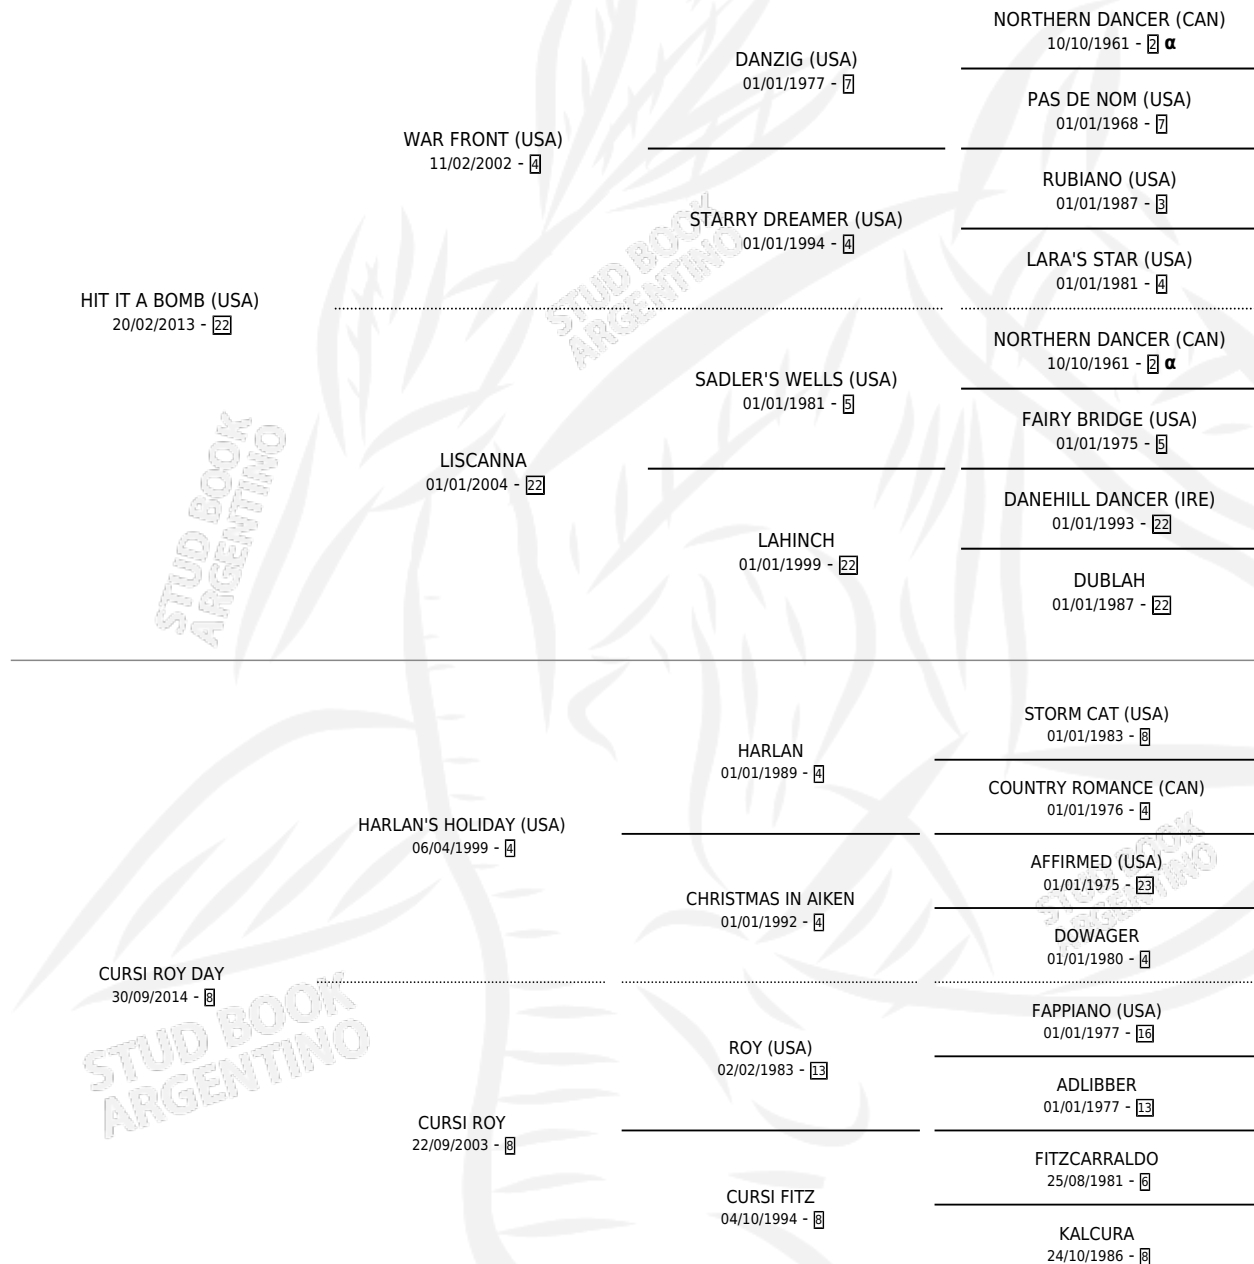 NORTHERN DANCER (CAN)
10/10/1961 - 2 α
DANZIG (USA)
01/01/1977 - 7
PAS DE NOM (USA)
01/01/1968 - 7
WAR FRONT (USA)
11/02/2002 - 4
RUBIANO (USA)
01/01/1987 - 3
STARRY DREAMER (USA)
01/01/1994 - 4
LARA'S STAR (USA)
01/01/1981 - 4
HIT IT A BOMB (USA)
20/02/2013 - 22
NORTHERN DANCER (CAN)
10/10/1961 - 2 α
SADLER'S WELLS (USA)
01/01/1981 - 5
FAIRY BRIDGE (USA)
01/01/1975 - 5
LISCANNA
01/01/2004 - 22
DANEHILL DANCER (IRE)
01/01/1993 - 22
LAHINCH
01/01/1999 - 22
DUBLAH
01/01/1987 - 22
STORM CAT (USA)
01/01/1983 - 8
HARLAN
01/01/1989 - 4
COUNTRY ROMANCE (CAN)
01/01/1976 - 4
HARLAN'S HOLIDAY (USA)
06/04/1999 - 4
AFFIRMED (USA)
01/01/1975 - 23
CHRISTMAS IN AIKEN
01/01/1992 - 4
DOWAGER
01/01/1980 - 4
CURSI ROY DAY
30/09/2014 - 8
FAPPIANO (USA)
01/01/1977 - 16
ROY (USA)
02/02/1983 - 13
ADLIBBER
01/01/1977 - 13
CURSI ROY
22/09/2003 - 8
FITZCARRALDO
25/08/1981 - 6
CURSI FITZ
04/10/1994 - 8
KALCURA
24/10/1986 - 8
STUD BOOK
ARGENTINO
STUD BOOK
ARGENTINO
STUD BOOK
ARGENTINO
STUD BOOK
ARGENTINO